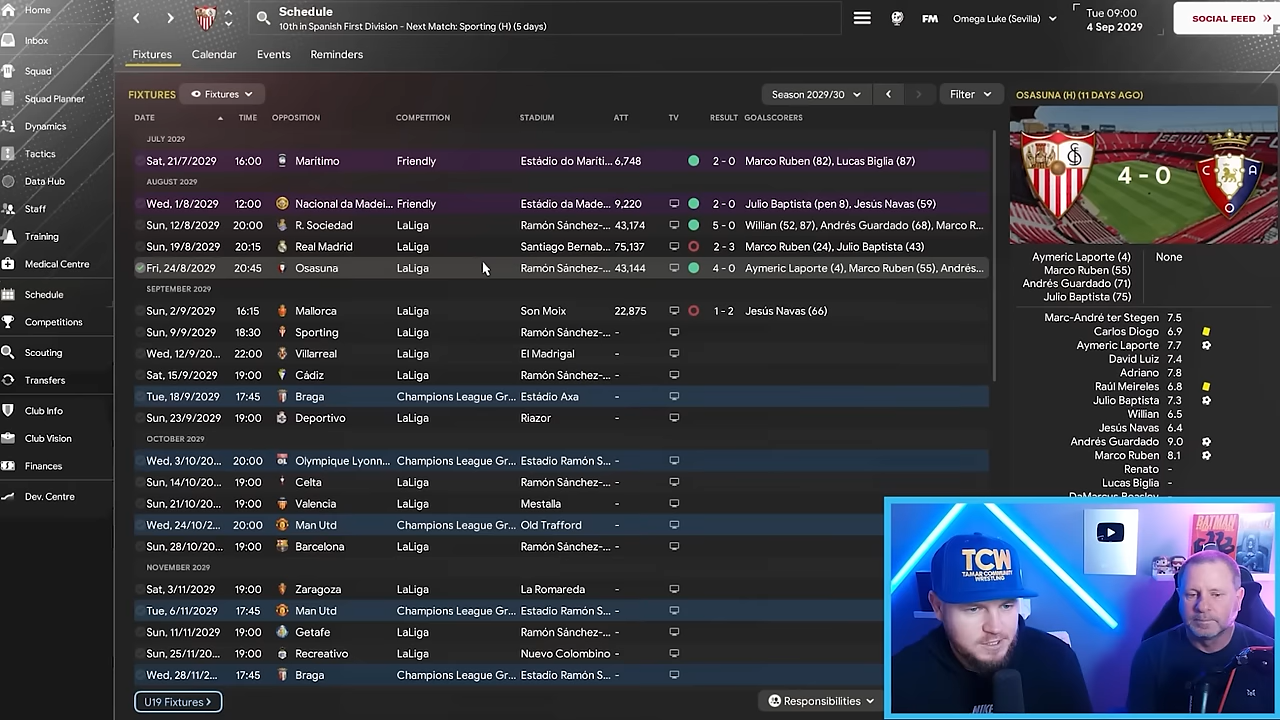 Home
Inbox
Squad
Squad Planner
Dynamics
Tactics
Data Hub
Staff
Training
Medical Centre
Schedule
Competitions
Scouting
Transfers
Club Info
Club Vision
Finances
Dev. Centre
Schedule
10th in Spanish First Division - Next Match: Sporting (H) (5 days)
FM
Omega Luke (Sevilla)
Tue 09:00
4 Sep 2029
SOCIAL FEED
Fixtures Calendar Events Reminders
FIXTURES Fixtures Season 2029/30 Filter
DATE TIME OPPOSITION COMPETITION STADIUM ATT TV RESULT GOALSCORERS
JULY 2029
Sat, 21/7/2029 16:00 Marítimo Friendly Estádio do Maríti... 6,748 2 - 0 Marco Ruben (82), Lucas Biglia (87)
AUGUST 2029
Wed, 1/8/2029 12:00 Nacional da Madei... Friendly Estádio da Made... 9,220 2 - 0 Julio Baptista (pen 8), Jesús Navas (59)
Sun, 12/8/2029 20:00 R. Sociedad LaLiga Ramón Sánchez-... 43,174 5 - 0 Willian (52, 87), Andrés Guardado (68), Marco R...
Sun, 19/8/2029 20:15 Real Madrid LaLiga Santiago Bernab... 75,137 2 - 3 Marco Ruben (24), Julio Baptista (43)
Fri, 24/8/2029 20:45 Osasuna LaLiga Ramón Sánchez-... 43,144 4 - 0 Aymeric Laporte (4), Marco Ruben (55), Andrés...
SEPTEMBER 2029
Sun, 2/9/2029 16:15 Mallorca LaLiga Son Moix 22,875 1 - 2 Jesús Navas (66)
Sun, 9/9/2029 18:30 Sporting LaLiga Ramón Sánchez-... -
Wed, 12/9/20... 22:00 Villarreal LaLiga El Madrigal -
Sat, 15/9/2029 19:00 Cádiz LaLiga Ramón Sánchez-... -
Tue, 18/9/2029 17:45 Braga Champions League Gr... Estádio Axa -
Sun, 23/9/2029 19:00 Deportivo LaLiga Riazor -
OCTOBER 2029
Wed, 3/10/20... 20:00 Olympique Lyonn... Champions League Gr... Estadio Ramón S... -
Sun, 14/10/20... 19:00 Celta LaLiga Ramón Sánchez-... -
Sun, 21/10/20... 19:00 Valencia LaLiga Mestalla -
Wed, 24/10/2... 20:00 Man Utd Champions League Gr... Old Trafford -
Sun, 28/10/20... 19:00 Barcelona LaLiga Ramón Sánchez-... -
NOVEMBER 2029
Sat, 3/11/2029 19:00 Zaragoza LaLiga La Romareda -
Tue, 6/11/2029 17:45 Man Utd Champions League Gr... Estadio Ramón S... -
Sun, 11/11/2029 19:00 Getafe LaLiga Ramón Sánchez-... -
Sun, 25/11/20... 19:00 Recreativo LaLiga Nuevo Colombino -
Wed, 28/11/2... 17:45 Braga Champions League Gr... Estadio Ramón S... -
U19 Fixtures
Responsibilities
OSASUNA (H) (11 DAYS AGO)
4 - 0
Aymeric Laporte (4) None
Marco Ruben (55)
Andrés Guardado (71)
Julio Baptista (75)
Marc-André ter Stegen 7.5
Carlos Diogo 6.9
Aymeric Laporte 7.7
David Luiz 7.4
Adriano 7.8
Raúl Meireles 6.8
Julio Baptista 7.3
Willian 6.5
Jesús Navas 6.4
Andrés Guardado 9.0
Marco Ruben 8.1
Renato -
Lucas Biglia -
DaMarcus Beasley -
TCW
TAMAR COMMUNITY
WRESTLING
BATMAN
NIKE